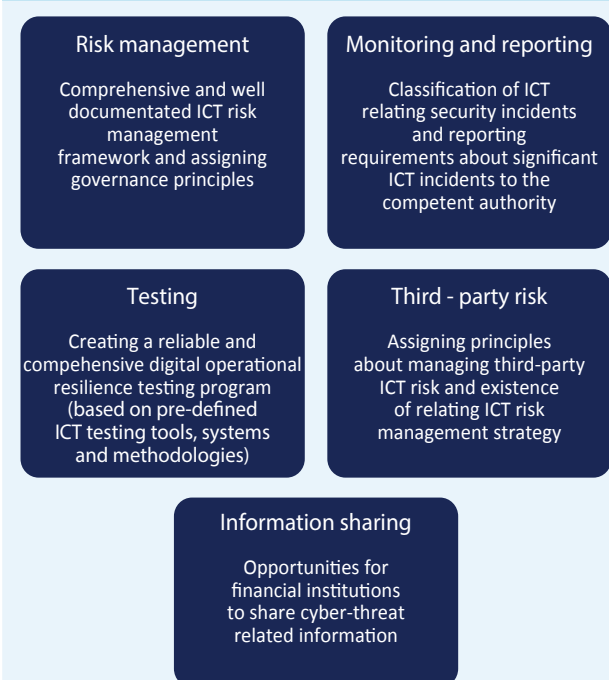 Risk management
Comprehensive and well
documentated ICT risk
management
framework and assigning
governance principles
Monitoring and reporting
Classification of ICT
relating security incidents
and reporting
requirements about significant
ICT incidents to the
competent authority
Testing
Creating a reliable and
compehensive digital operational
resilience testing program
(based on pre-defined
ICT testing tools, systems
and methodologies)
Third - party risk
Assigning principles
about managing third-party
ICT risk and existence
of relating ICT risk
management strategy
Information sharing
Opportunities for
financial institutions
to share cyber-threat
related information